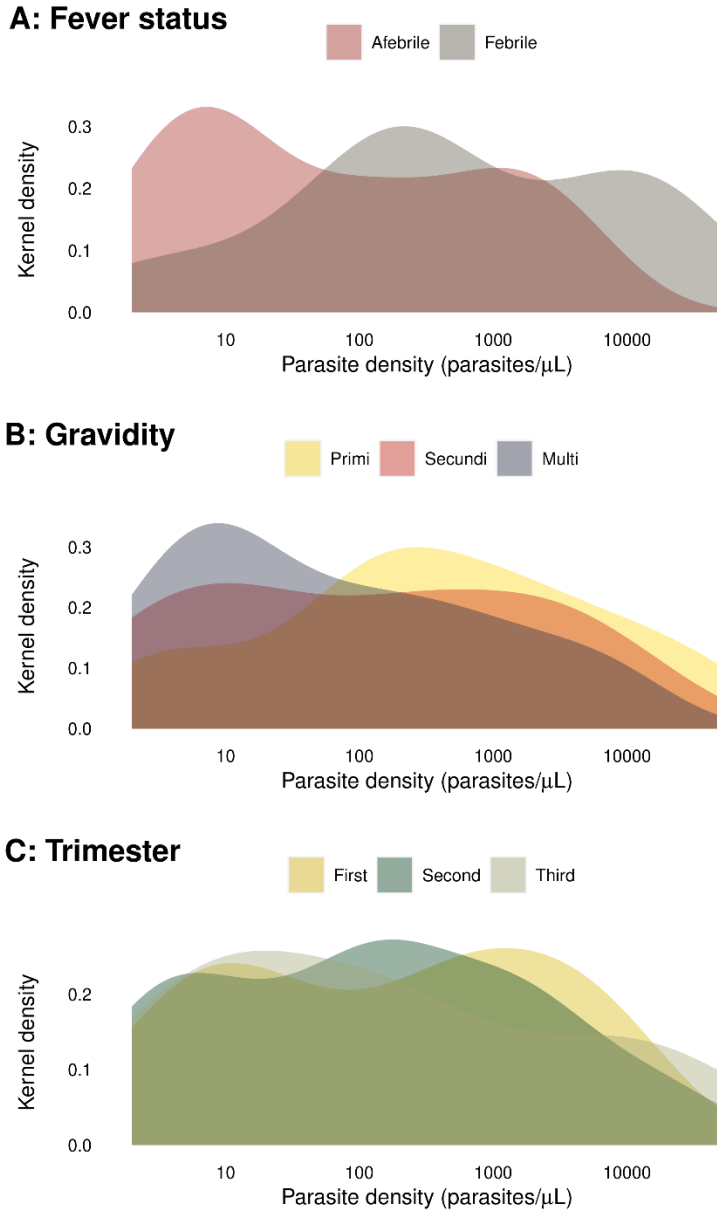 A: Fever status
Afebrile Febrile
0.3
0.2
0.1
0.0
Kernel density
10 100 1000 10000
Parasite density (parasites/μL)
B: Gravidity
Primi Secundi Multi
0.3
0.2
0.1
0.0
Kernel density
10 100 1000 10000
Parasite density (parasites/μL)
C: Trimester
First Second Third
0.2
0.1
0.0
Kernel density
10 100 1000 10000
Parasite density (parasites/μL)